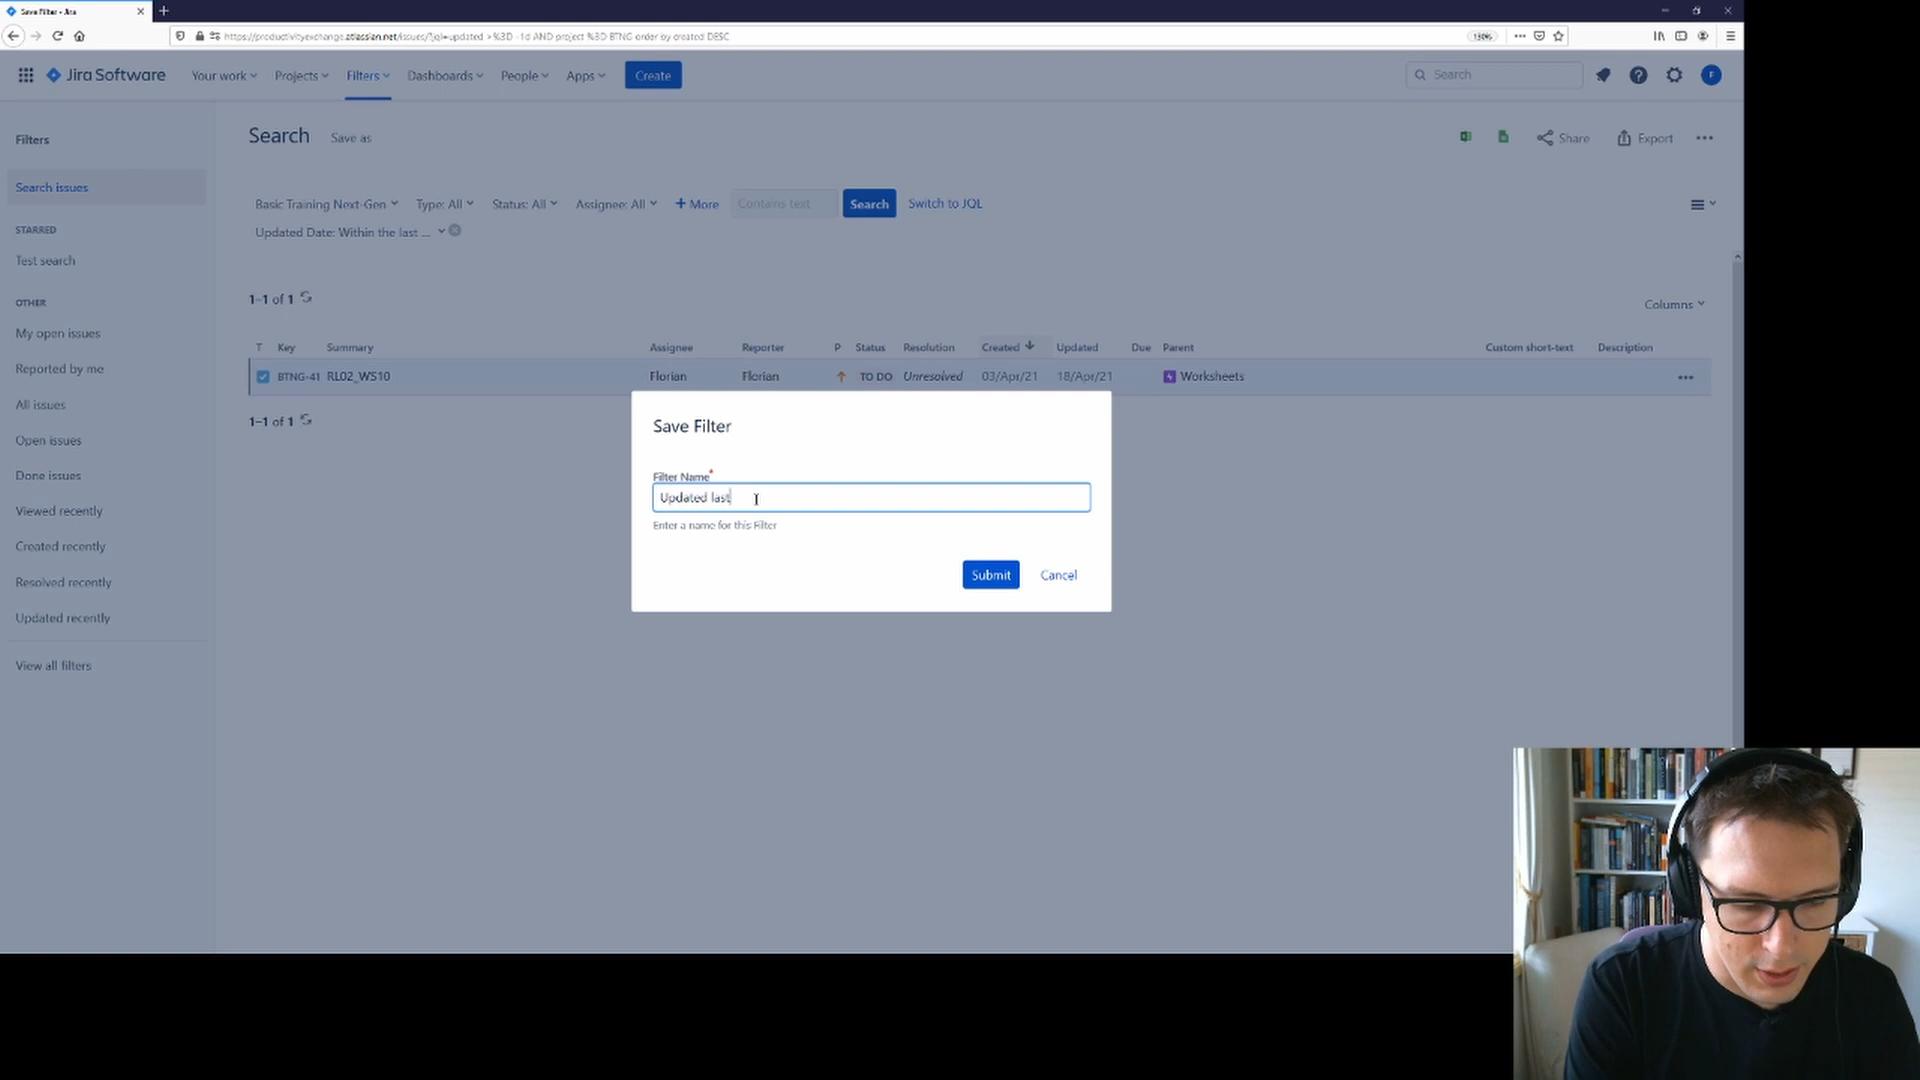 Save Filter - Jira
https://productivityexchange.atlassian.net/issues/?jql=updated >%3D -1d AND project %3D BTNG order by created DESC
130%
Jira Software
Your work
Projects
Filters
Dashboards
People
Apps
Create
Search
F
Filters
Search issues
STARRED
Test search
OTHER
My open issues
Reported by me
All issues
Open issues
Done issues
Viewed recently
Created recently
Resolved recently
Updated recently
View all filters
Search Save as
Share
Export
Basic Training Next-Gen Type: All Status: All Assignee: All + More Contains text Search Switch to JQL
Updated Date: Within the last ...
1–1 of 1
Columns
T Key Summary Assignee Reporter P Status Resolution Created Updated Due Parent Custom short-text Description
BTNG-41 RL02_WS10 Florian Florian TO DO Unresolved 03/Apr/21 18/Apr/21 Worksheets
1–1 of 1
Save Filter
Filter Name*
Updated last
Enter a name for this Filter
Submit Cancel